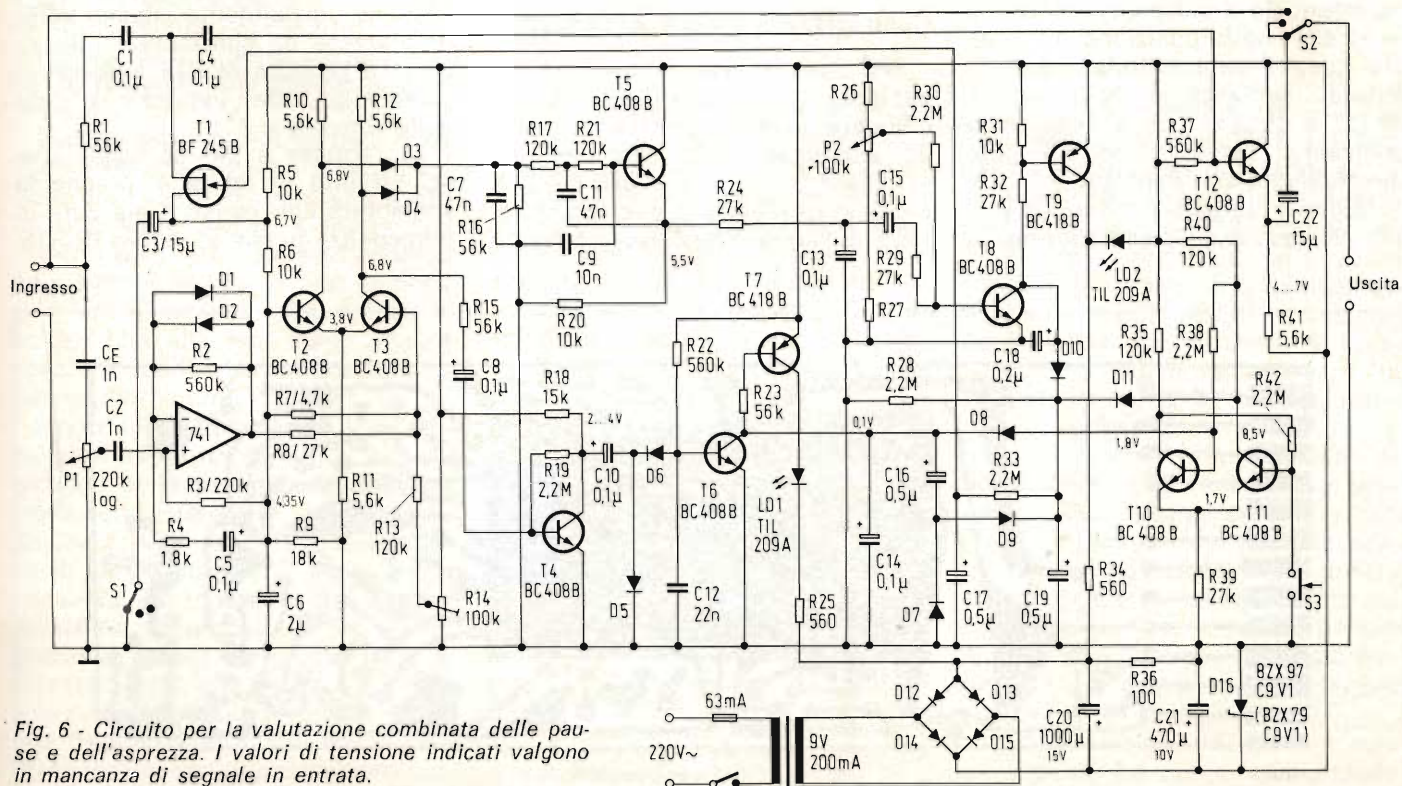 C1
0,1µ
C4
0,1µ
S2
R1
56k
T1
BF 245B
R10
5,6k
R12
5,6k
T5
BC 408 B
R17
120k
R21
120k
R26
P2
100k
R30
2,2M
R31
10k
R37
560k
T12
BC 408 B
D3
D4
6,8V
C7
47n
C11
47n
R16
56k
C9
10n
R5
10k
C3/15µ
6,7V
R6
10k
R24
27k
C15
0,1µ
R32
27k
T9
BC 418 B
C22
15µ
R40
120k
LD2
TIL 209A
Ingresso
Uscita
D1
D2
R2
560k
3,8V
6,8V
T2
BC 408B
T3
BC 408B
R15
56k
5,5V
R20
10k
T7
BC 418 B
C13
0,1µ
R29
27k
R27
T8
BC 408B
4...7V
R41
5,6k
R35
120k
R38
2,2M
CE
1n
C2
1n
741
R7/4,7k
R8/27k
C8
0,1µ
R18
15k
2...4V
R22
560k
R23
56k
R28
2,2M
C18
0,2µ
D10
D11
R42
2,2M
P1
220k
log.
R3/220k
4,35V
R11
5,6k
R13
120k
R19
2,2M
C10
0,1µ
D6
T6
BC 408B
0,1V
D8
1,8V
8,5V
C16
0,5µ
R33
2,2M
D9
T10
BC 408 B
1,7V
T11
BC 408 B
R4
1,8k
C5
0,1µ
R9
18k
T4
BC408B
LD1
TIL
209A
S1
C6
2µ
R14
100k
D5
C12
22n
R25
560
C14
0,1µ
D7
C17
0,5µ
C19
0,5µ
R34
560
R39
27k
S3
Fig. 6 - Circuito per la valutazione combinata delle pau-
se e dell'asprezza. I valori di tensione indicati valgono
in mancanza di segnale in entrata.
63mA
220V~
9V
200mA
D12
D13
D14
D15
R36
100
C20
1000µ
15V
C21
470µ
10V
D16
BZX 97
C9 V1
(BZX79
C9V1)